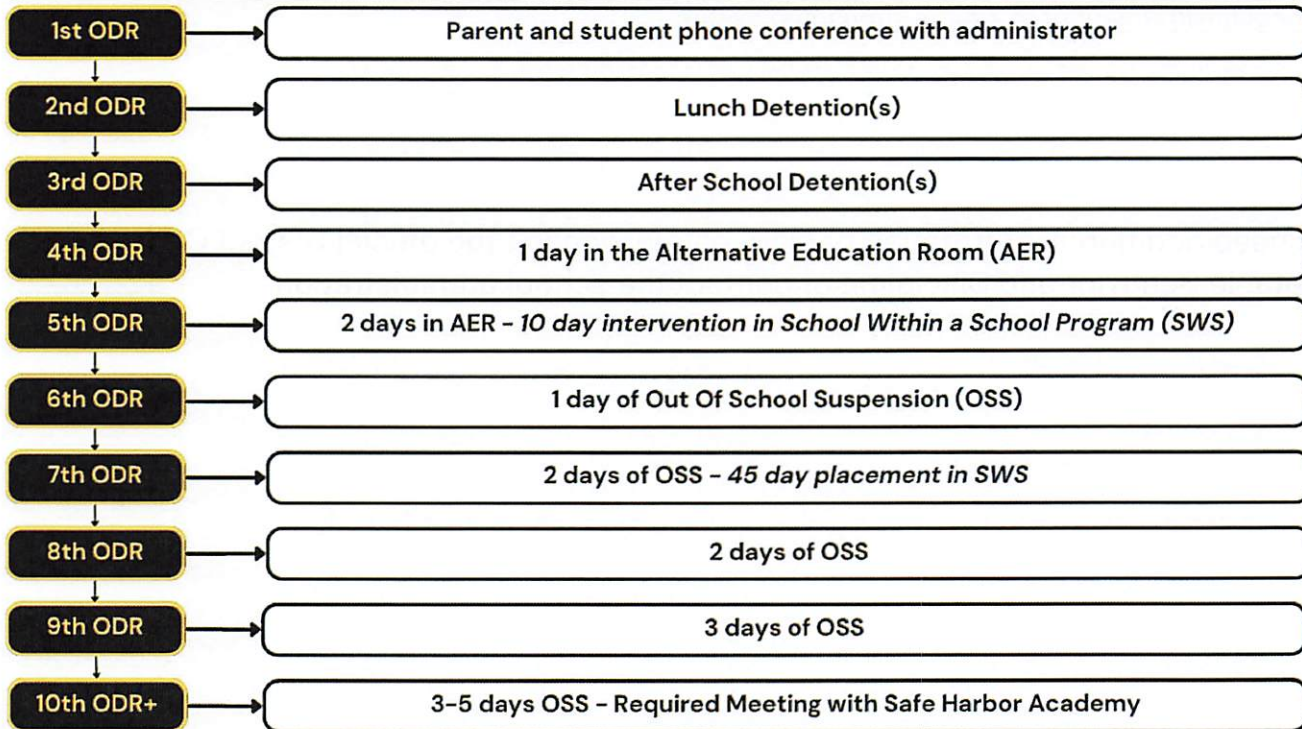 1st ODR
Parent and student phone conference with administrator
2nd ODR
Lunch Detention(s)
3rd ODR
After School Detention(s)
4th ODR
1 day in the Alternative Education Room (AER)
5th ODR
2 days in AER – 10 day intervention in School Within a School Program (SWS)
6th ODR
1 day of Out Of School Suspension (OSS)
7th ODR
2 days of OSS – 45 day placement in SWS
8th ODR
2 days of OSS
9th ODR
3 days of OSS
10th ODR+
3–5 days OSS – Required Meeting with Safe Harbor Academy